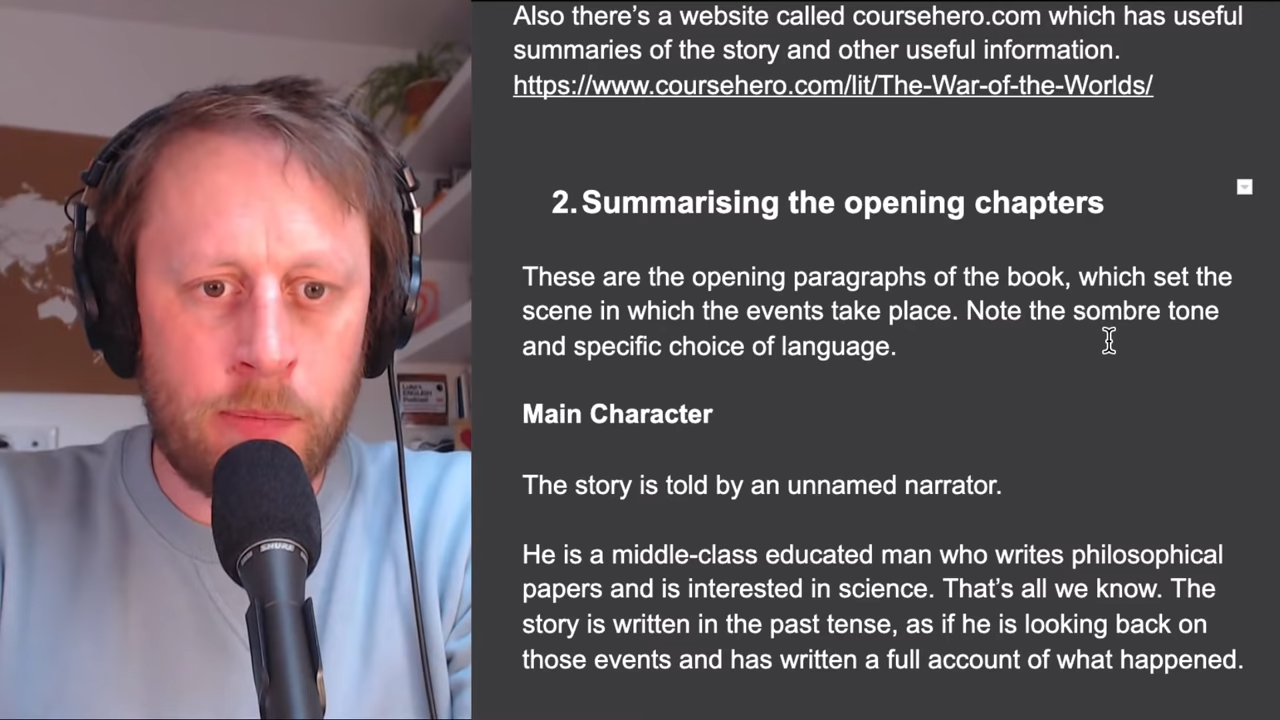 Also there's a website called coursehero.com which has useful
summaries of the story and other useful information.
https://www.coursehero.com/lit/The-War-of-the-Worlds/
2. Summarising the opening chapters
These are the opening paragraphs of the book, which set the
scene in which the events take place. Note the sombre tone
and specific choice of language.
Main Character
The story is told by an unnamed narrator.
He is a middle-class educated man who writes philosophical
papers and is interested in science. That's all we know. The
story is written in the past tense, as if he is looking back on
those events and has written a full account of what happened.
Luke's
ENGLISH
Podcast
SHURE